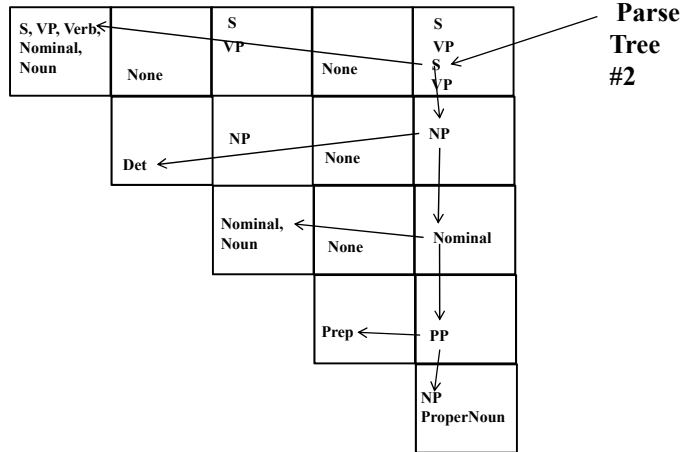 S, VP, Verb,
Nominal,
Noun
None
S
VP
None
S
VP
S
VP
Parse
Tree
#2
Det
NP
None
NP
Nominal,
Noun
None
Nominal
Prep
PP
NP
ProperNoun